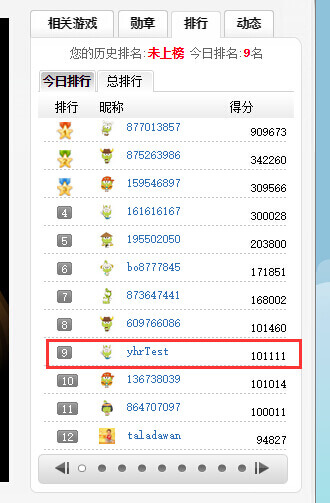 相关游戏 勋章 排行 动态
您的历史排名:未上榜 今日排名:9名
今日排行 总排行
排行 昵称 得分
877013857 909673
875263986 342260
159546897 309566
4 161616167 300028
5 195502050 203800
6 bo8777845 171851
7 873647441 168002
8 609766086 101460
9 yhrTest 101111
10 136738039 101014
11 864707097 100011
12 taladawan 94827